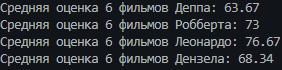 Средняя оценка 6 фильмов Деппа: 63.67
Средняя оценка 6 фильмов Робберта: 73
Средняя оценка 6 фильмов Леонардо: 76.67
Средняя оценка 6 фильмов Дензела: 68.34